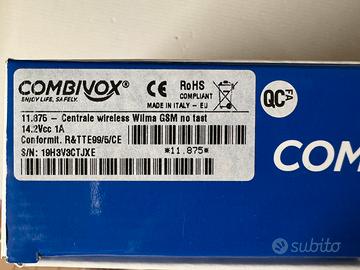 COMBIVOX®
ENJOY LIFE, SAFELY.
CE
RoHS
COMPLIANT
MADE IN ITALY - EU
QC FA
11.875 - Centrale wireless Wilma GSM no tast
14.2Vcc 1A
Conformit. R&TTE99/5/CE
S/N: 19H3V3CTJXE
*11.875*
COM
subito